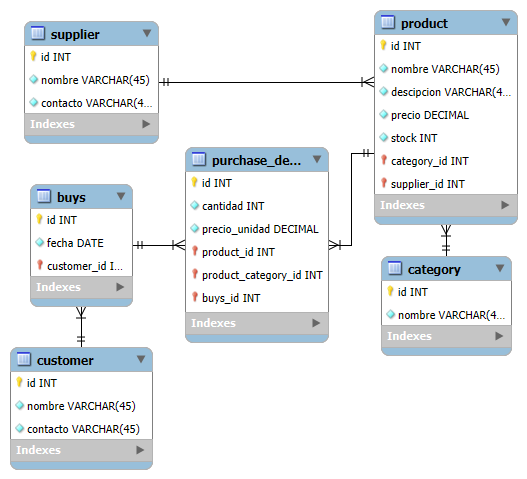 supplier
id INT
nombre VARCHAR(45)
contacto VARCHAR(4...
Indexes
product
id INT
nombre VARCHAR(45)
descipcion VARCHAR(4...
precio DECIMAL
stock INT
category_id INT
supplier_id INT
Indexes
purchase_de...
id INT
cantidad INT
precio_unidad DECIMAL
product_id INT
product_category_id INT
buys_id INT
Indexes
buys
id INT
fecha DATE
customer_id I...
Indexes
category
id INT
nombre VARCHAR(4...
Indexes
customer
id INT
nombre VARCHAR(45)
contacto VARCHAR(45)
Indexes